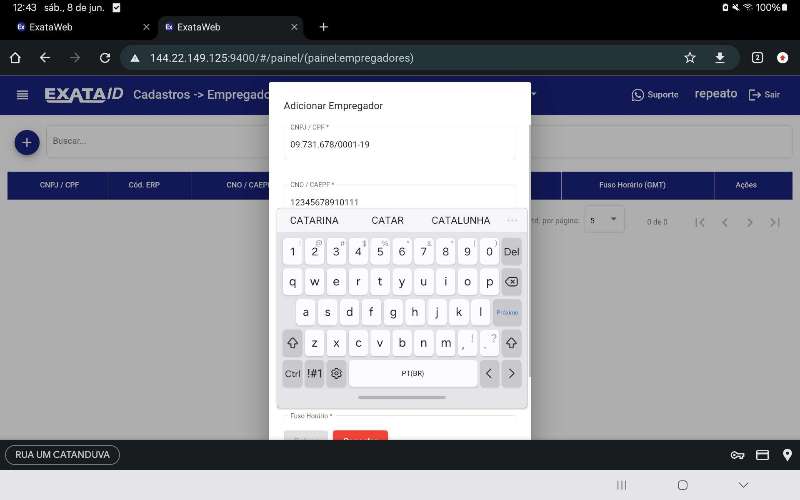 12:43 sáb., 8 de jun.
100%
Ex ExataWeb
Ex ExataWeb
144.22.149.125:9400/#/painel/(painel:empregadores)
2
EXATAID
Cadastros -> Empregado
Suporte
repeato
Sair
Adicionar Empregador
CNPJ / CPF *
09.731.678/0001-19
Buscar...
CNPJ / CPF
Cód. ERP
CNO / CAEPF
Fuso Horário (GMT)
Ações
CNO / CAEPF *
12345678910111
por página:
5
0 de 0
CATARINA CATAR CATALUNHA ...
1 2 3 4 5 6 7 8 9 0 Del
q w e r t y u i o p
a s d f g h j k l Próximo
z x c v b n m , ! . ?
Ctrl !#1 PT(BR) < >
Fuso Horário *
RUA UM CATANDUVA